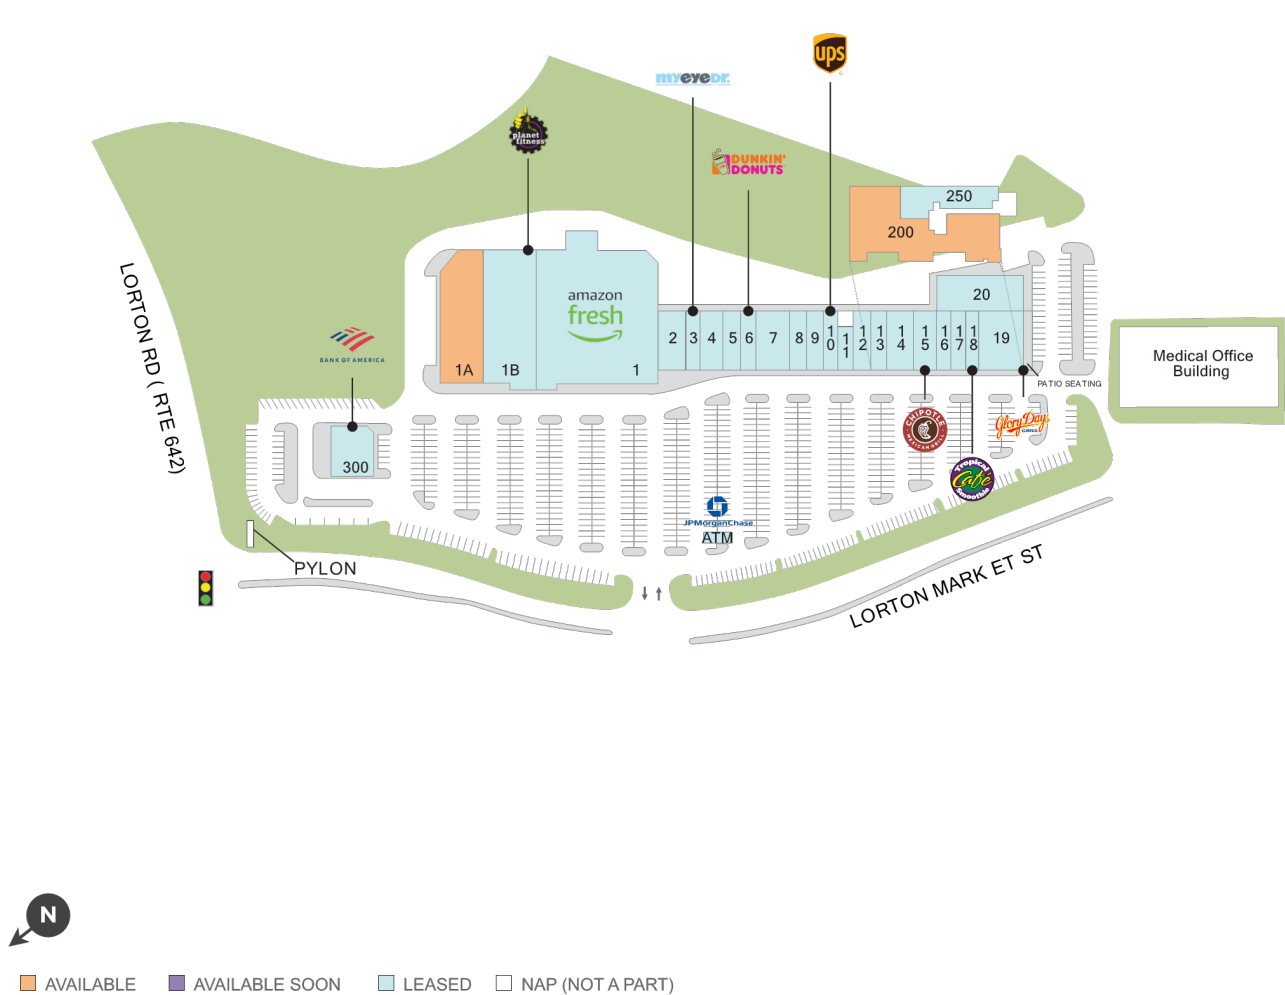 ups
myeyedr.
planet
fitness
DUNKIN'
DONUTS
250
200
LORTON RD ( RTE 642)
20
amazon
fresh
2
3
4
5
6
7
8
9
10
11
12
13
14
15
16
17
18
19
BANK OF AMERICA
1A
1B
1
PATIO SEATING
Medical Office
Building
CHIPOTLE
MEXICAN GRILL
Glory Days
GRILL
300
Tropical
Cafe
Smoothie
JPMorganChase
ATM
PYLON
LORTON MARK ET ST
N
AVAILABLE
AVAILABLE SOON
LEASED
NAP (NOT A PART)